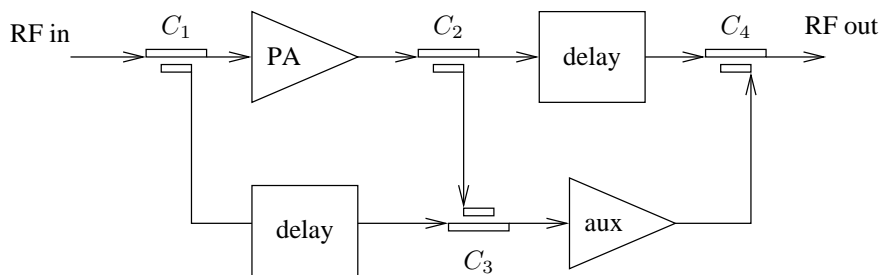 RF in
C1
PA
C2
delay
C4
RF out
delay
C3
aux